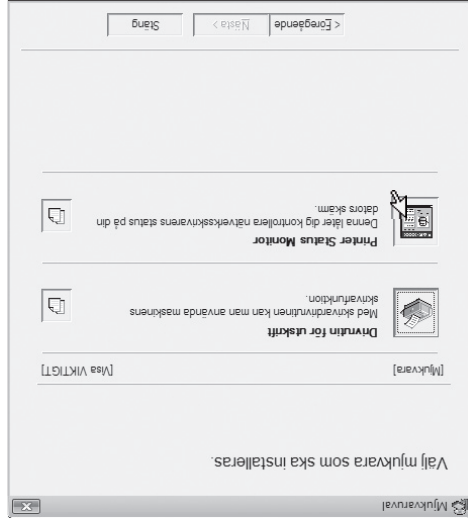 Mjukvaruval
Välj mjukvara som ska installeras.
[Mjukvara] [Visa VIKTIGT]
Drivrutin för utskrift
Med skrivardrivrutinen kan man använda maskinens
skrivarfunktion.
Printer Status Monitor
Denna låter dig kontrollera nätverksskrivarens status på din
dators skärm.
< Föregående Nästa > Stäng